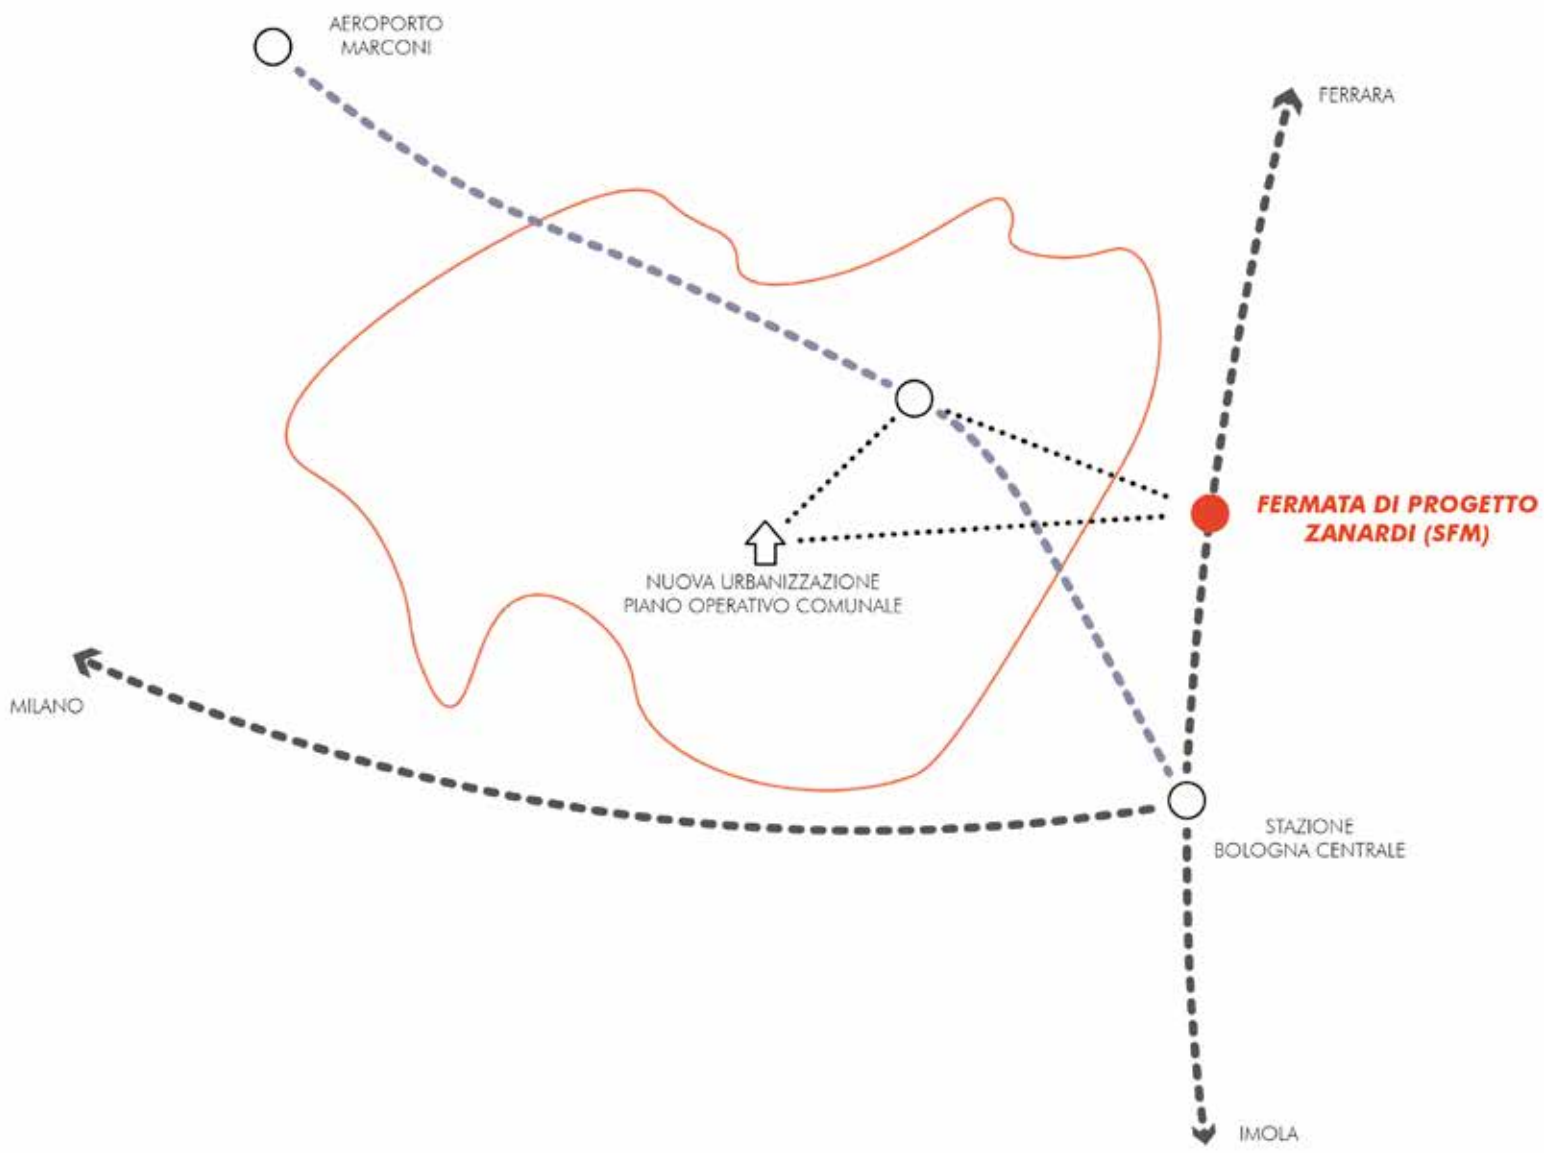 AEROPORTO
MARCONI
FERRARA
FERMATA DI PROGETTO
ZANARDI (SFM)
NUOVA URBANIZZAZIONE
PIANO OPERATIVO COMUNALE
MILANO
STAZIONE
BOLOGNA CENTRALE
IMOLA